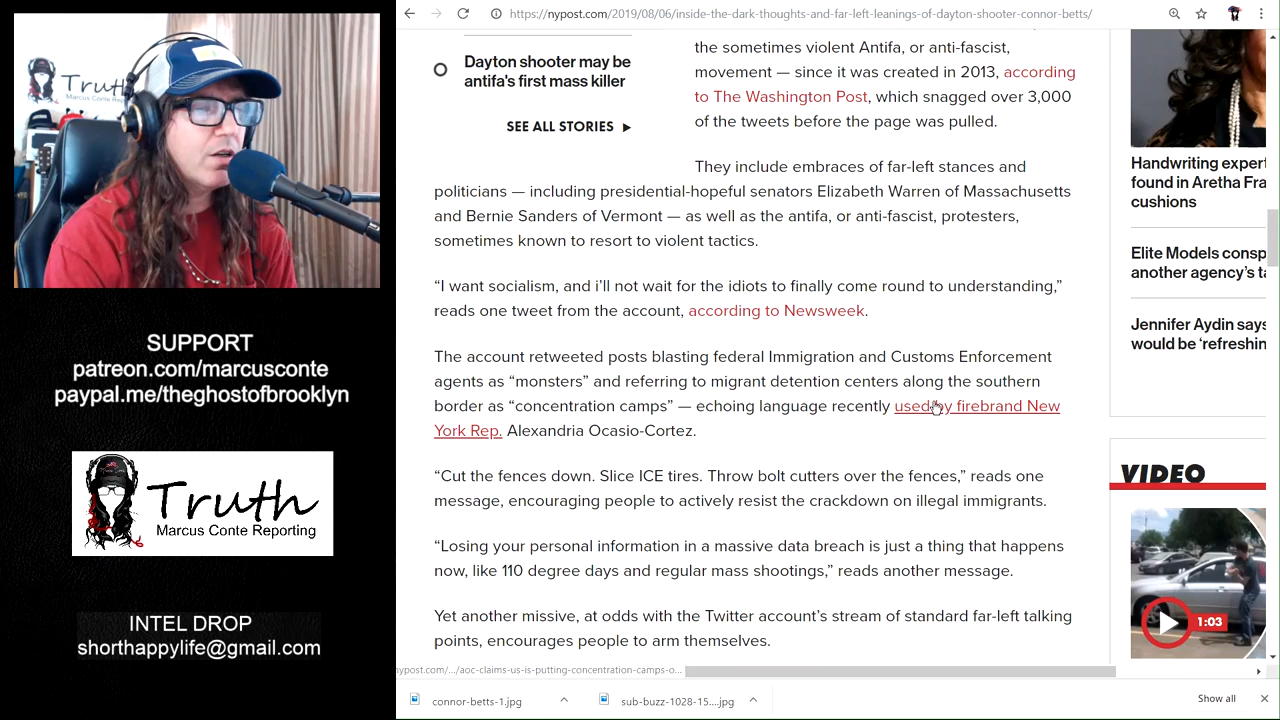 https://nypost.com/2019/08/06/inside-the-dark-thoughts-and-far-left-leanings-of-dayton-shooter-connor-betts/
Truth
Marcus Conte Rep
SUPPORT
patreon.com/marcusconte
paypal.me/theghostofbrooklyn
Truth
Marcus Conte Reporting
INTEL DROP
shorthappylife@gmail.com
Dayton shooter may be
antifa's first mass killer
SEE ALL STORIES
the sometimes violent Antifa, or anti-fascist,
movement — since it was created in 2013, according
to The Washington Post, which snagged over 3,000
of the tweets before the page was pulled.
They include embraces of far-left stances and
politicians — including presidential-hopeful senators Elizabeth Warren of Massachusetts
and Bernie Sanders of Vermont — as well as the antifa, or anti-fascist, protesters,
sometimes known to resort to violent tactics.
“I want socialism, and i’ll not wait for the idiots to finally come round to understanding,”
reads one tweet from the account, according to Newsweek.
The account retweeted posts blasting federal Immigration and Customs Enforcement
agents as “monsters” and referring to migrant detention centers along the southern
border as “concentration camps” — echoing language recently used by firebrand New
York Rep. Alexandria Ocasio-Cortez.
“Cut the fences down. Slice ICE tires. Throw bolt cutters over the fences,” reads one
message, encouraging people to actively resist the crackdown on illegal immigrants.
“Losing your personal information in a massive data breach is just a thing that happens
now, like 110 degree days and regular mass shootings,” reads another message.
Yet another missive, at odds with the Twitter account’s stream of standard far-left talking
points, encourages people to arm themselves.
Handwriting expert
found in Aretha Fra
cushions
Elite Models consp
another agency’s ta
Jennifer Aydin says
would be ‘refreshin
VIDEO
1:03
nypost.com/.../aoc-claims-us-is-putting-concentration-camps-o...
connor-betts-1.jpg
sub-buzz-1028-15....jpg
Show all